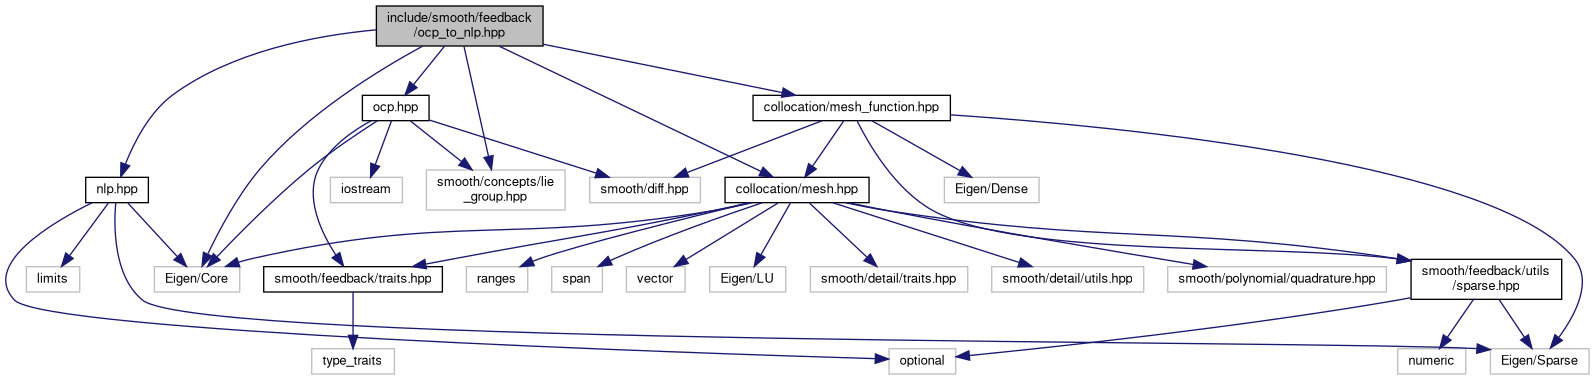 include/smooth/feedback
/ocp_to_nlp.hpp
ocp.hpp
collocation/mesh_function.hpp
nlp.hpp
iostream
smooth/concepts/lie
_group.hpp
smooth/diff.hpp
collocation/mesh.hpp
Eigen/Dense
limits
Eigen/Core
smooth/feedback/traits.hpp
ranges
span
vector
Eigen/LU
smooth/detail/traits.hpp
smooth/detail/utils.hpp
smooth/polynomial/quadrature.hpp
smooth/feedback/utils
/sparse.hpp
type_traits
optional
numeric
Eigen/Sparse